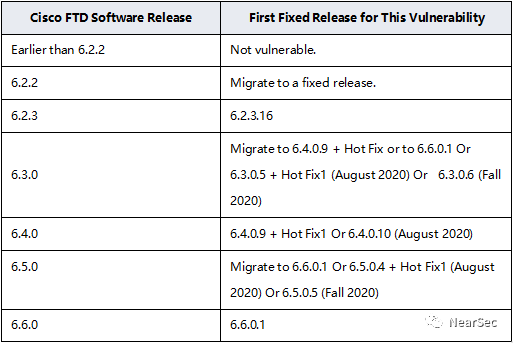 Cisco FTD Software Release
First Fixed Release for This Vulnerability
Earlier than 6.2.2
Not vulnerable.
6.2.2
Migrate to a fixed release.
6.2.3
6.2.3.16
6.3.0
Migrate to 6.4.0.9 + Hot Fix or to 6.6.0.1 Or
6.3.0.5 + Hot Fix1 (August 2020) Or 6.3.0.6 (Fall
2020)
6.4.0
6.4.0.9 + Hot Fix1 Or 6.4.0.10 (August 2020)
6.5.0
Migrate to 6.6.0.1 Or 6.5.0.4 + Hot Fix1 (August
2020) Or 6.5.0.5 (Fall 2020)
6.6.0
6.6.0.1
NearSec